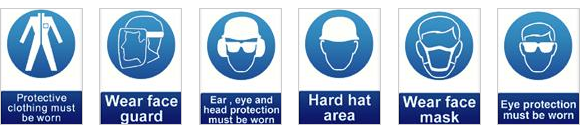 Protective
clothing must
be worn
Wear face
guard
Ear , eye and
head protection
must be worn
Hard hat
area
Wear face
mask
Eye protection
must be worn